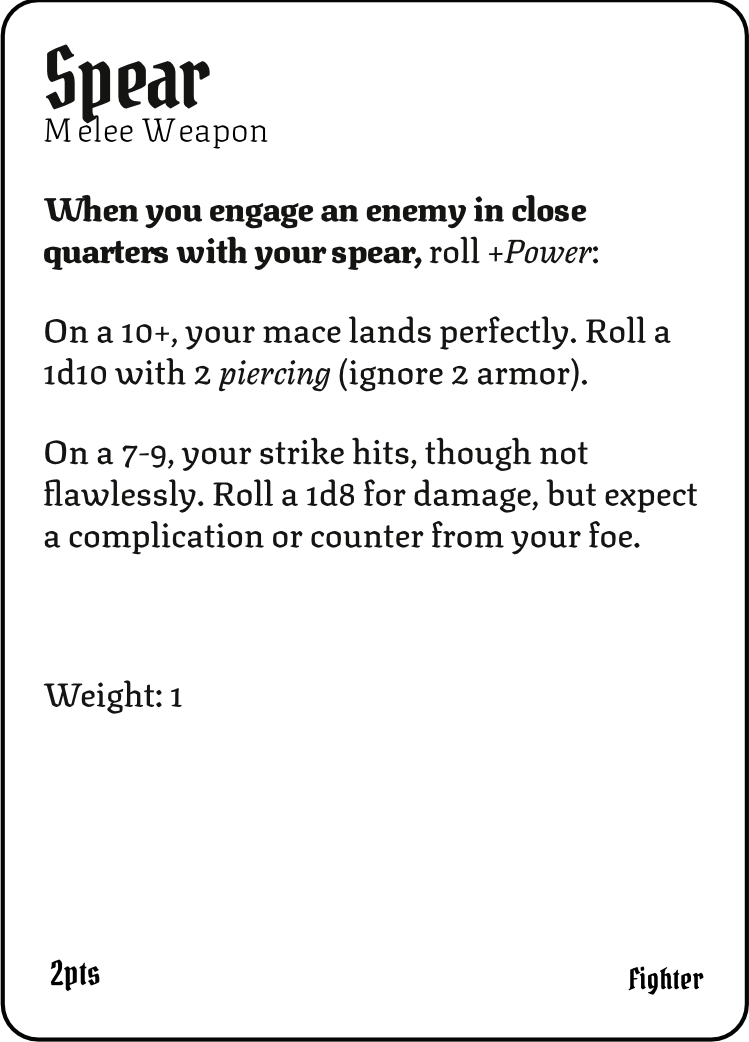 Spear
Melee Weapon
When you engage an enemy in close
quarters with your spear, roll +Power:
On a 10+, your mace lands perfectly. Roll a
1d10 with 2 piercing (ignore 2 armor).
On a 7-9, your strike hits, though not
flawlessly. Roll a 1d8 for damage, but expect
a complication or counter from your foe.
Weight: 1
2pts
Fighter